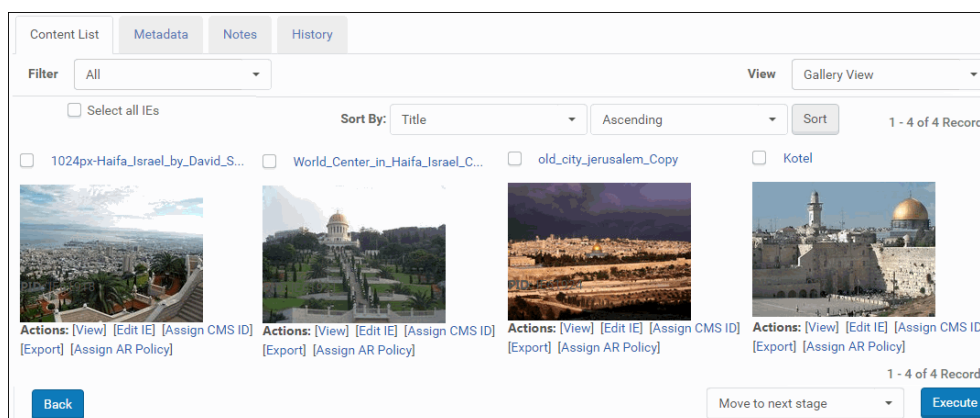 Content List Metadata Notes History
Filter All View Gallery View
Select all IEs
Sort By: Title Ascending Sort 1 - 4 of 4 Record
1024px-Haifa_Israel_by_David_S... World_Center_in_Haifa_Israel_C... old_city_jerusalem_Copy Kotel
Actions: [View] [Edit IE] [Assign CMS ID] Actions: [View] [Edit IE] [Assign CMS ID] Actions: [View] [Edit IE] [Assign CMS ID] Actions: [View] [Edit IE] [Assign CMS ID
[Export] [Assign AR Policy] [Export] [Assign AR Policy] [Export] [Assign AR Policy] [Export] [Assign AR Policy]
1 - 4 of 4 Record
Back Move to next stage Execute